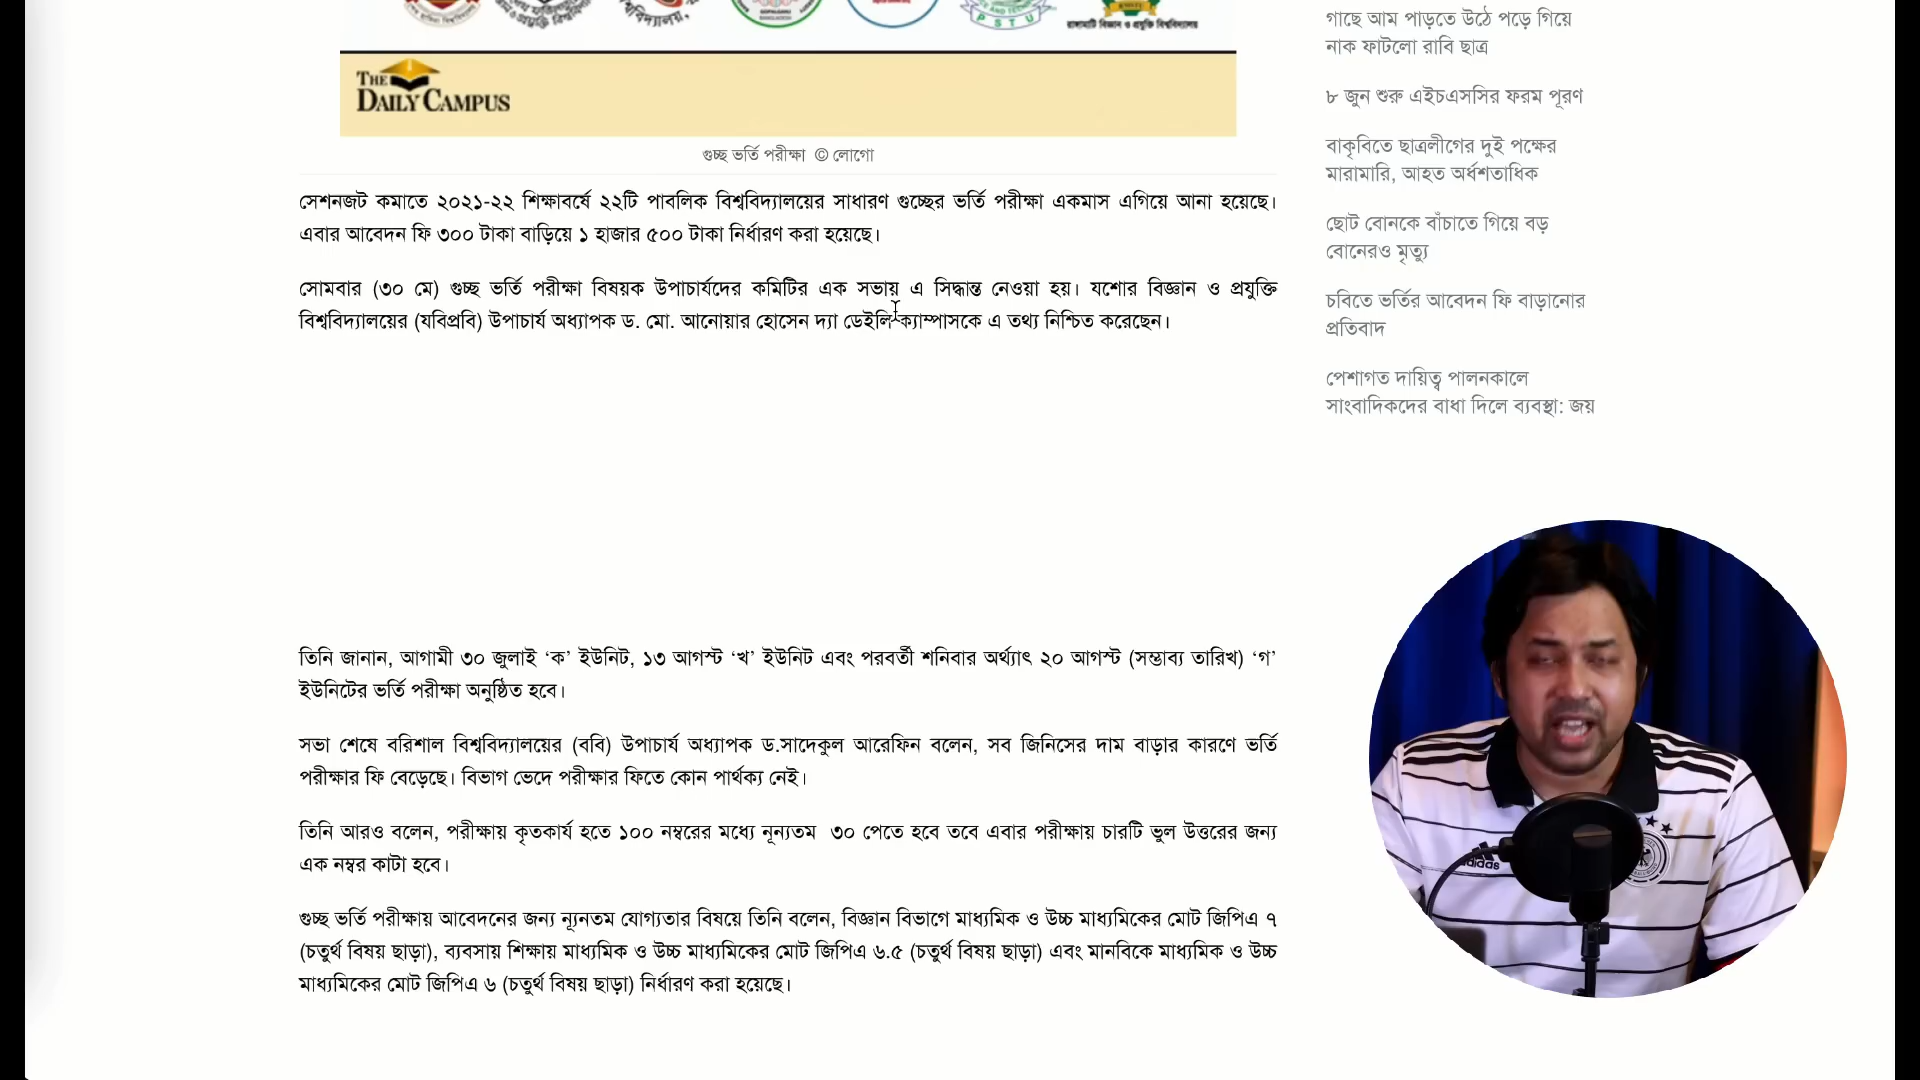 PSTU
রাঙ্গামাটি বিজ্ঞান ও প্রযুক্তি বিশ্ববিদ্যালয়
THE
DAILY CAMPUS
গুচ্ছ ভর্তি পরীক্ষা © লোগো
সেশনজট কমাতে ২০২১-২২ শিক্ষাবর্ষে ২২টি পাবলিক বিশ্ববিদ্যালয়ের সাধারণ গুচ্ছের ভর্তি পরীক্ষা একমাস এগিয়ে আনা হয়েছে।
এবার আবেদন ফি ৩০০ টাকা বাড়িয়ে ১ হাজার ৫০০ টাকা নির্ধারণ করা হয়েছে।
সোমবার (৩০ মে) গুচ্ছ ভর্তি পরীক্ষা বিষয়ক উপাচার্যদের কমিটির এক সভায় এ সিদ্ধান্ত নেওয়া হয়। যশোর বিজ্ঞান ও প্রযুক্তি
বিশ্ববিদ্যালয়ের (যবিপ্রবি) উপাচার্য অধ্যাপক ড. মো. আনোয়ার হোসেন দ্যা ডেইলি ক্যাম্পাসকে এ তথ্য নিশ্চিত করেছেন।
তিনি জানান, আগামী ৩০ জুলাই ‘ক’ ইউনিট, ১৩ আগস্ট ‘খ’ ইউনিট এবং পরবর্তী শনিবার অর্থ্যাৎ ২০ আগস্ট (সম্ভাব্য তারিখ) ‘গ’
ইউনিটের ভর্তি পরীক্ষা অনুষ্ঠিত হবে।
সভা শেষে বরিশাল বিশ্ববিদ্যালয়ের (ববি) উপাচার্য অধ্যাপক ড.সাদেকুল আরেফিন বলেন, সব জিনিসের দাম বাড়ার কারণে ভর্তি
পরীক্ষার ফি বেড়েছে। বিভাগ ভেদে পরীক্ষার ফিতে কোন পার্থক্য নেই।
তিনি আরও বলেন, পরীক্ষায় কৃতকার্য হতে ১০০ নম্বরের মধ্যে নূন্যতম ৩০ পেতে হবে তবে এবার পরীক্ষায় চারটি ভুল উত্তরের জন্য
এক নম্বর কাটা হবে।
গুচ্ছ ভর্তি পরীক্ষায় আবেদনের জন্য ন্যূনতম যোগ্যতার বিষয়ে তিনি বলেন, বিজ্ঞান বিভাগে মাধ্যমিক ও উচ্চ মাধ্যমিকের মোট জিপিএ ৭
(চতুর্থ বিষয় ছাড়া), ব্যবসায় শিক্ষায় মাধ্যমিক ও উচ্চ মাধ্যমিকের মোট জিপিএ ৬.৫ (চতুর্থ বিষয় ছাড়া) এবং মানবিকে মাধ্যমিক ও উচ্চ
মাধ্যমিকের মোট জিপিএ ৬ (চতুর্থ বিষয় ছাড়া) নির্ধারণ করা হয়েছে।
গাছে আম পাড়তে উঠে পড়ে গিয়ে
নাক ফাটলো রাবি ছাত্র
৮ জুন শুরু এইচএসসির ফরম পূরণ
বাকৃবিতে ছাত্রলীগের দুই পক্ষের
মারামারি, আহত অর্ধশতাধিক
ছোট বোনকে বাঁচাতে গিয়ে বড়
বোনেরও মৃত্যু
চবিতে ভর্তির আবেদন ফি বাড়ানোর
প্রতিবাদ
পেশাগত দায়িত্ব পালনকালে
সাংবাদিকদের বাধা দিলে ব্যবস্থা: জয়
adidas